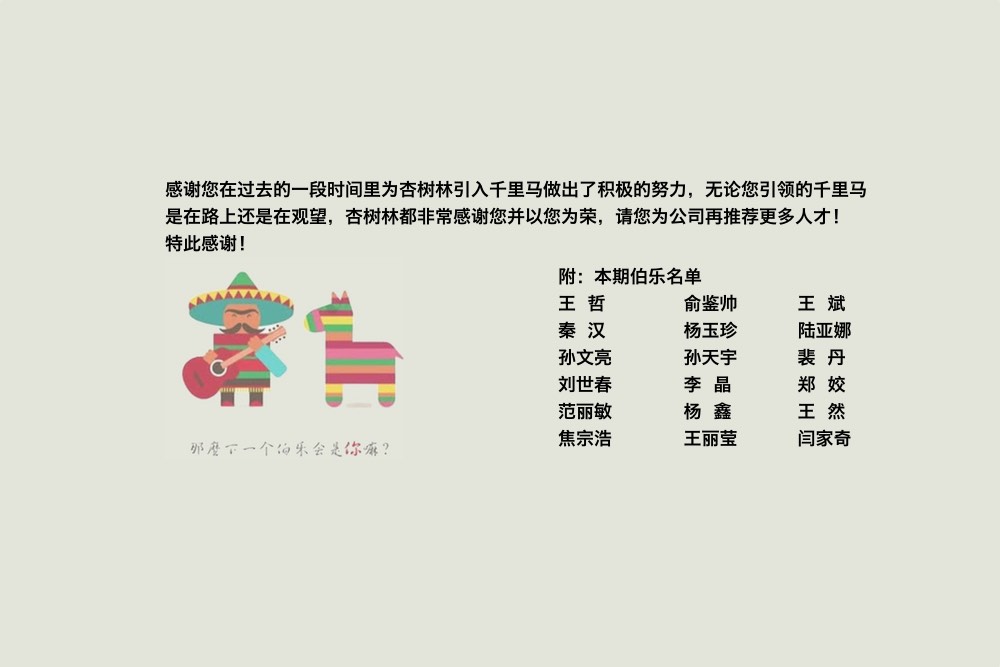 感谢您在过去的一段时间里为杏树林引入千里马做出了积极的努力，无论您引领的千里马
是在路上还是在观望，杏树林都非常感谢您并以您为荣，请您为公司再推荐更多人才！
特此感谢！
附：本期伯乐名单
王 哲 俞鉴帅 王 斌
秦 汉 杨玉珍 陆亚娜
孙文亮 孙天宇 裴 丹
刘世春 李 晶 郑 姣
范丽敏 杨 鑫 王 然
焦宗浩 王丽莹 闫家奇
那麼下一个伯乐会是你嘛？